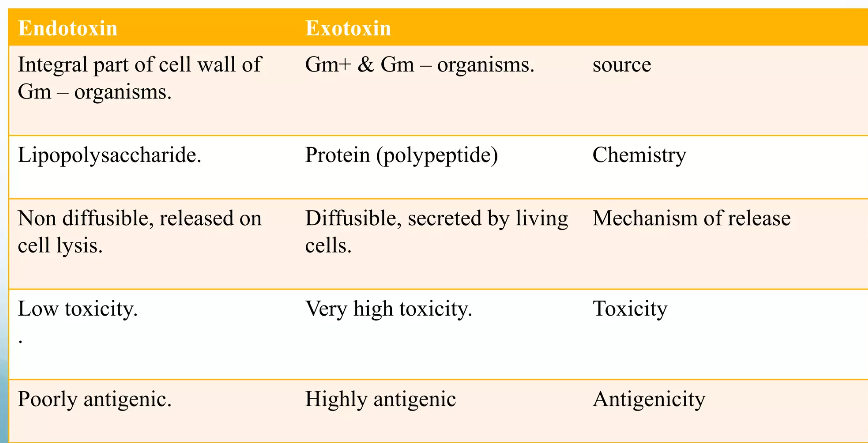 Endotoxin Exotoxin
Integral part of cell wall of Gm+ & Gm – organisms. source
Gm – organisms.
Lipopolysaccharide. Protein (polypeptide) Chemistry
Non diffusible, released on Diffusible, secreted by living Mechanism of release
cell lysis. cells.
Low toxicity. Very high toxicity. Toxicity
.
Poorly antigenic. Highly antigenic Antigenicity